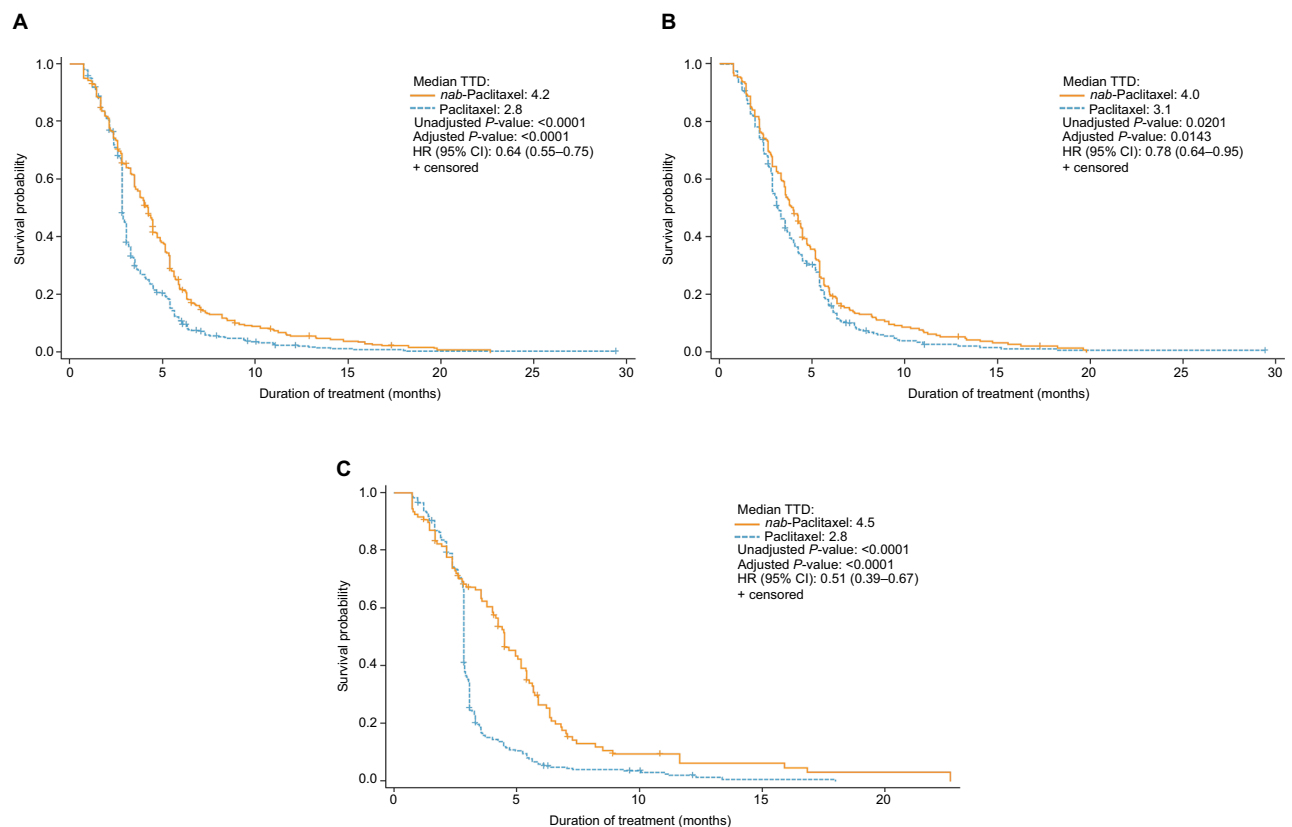 A
Survival probability
1.0
0.8
0.6
0.4
0.2
0.0
0 5 10 15 20 25 30
Duration of treatment (months)
Median TTD:
nab-Paclitaxel: 4.2
Paclitaxel: 2.8
Unadjusted P-value: <0.0001
Adjusted P-value: <0.0001
HR (95% CI): 0.64 (0.55–0.75)
+ censored
B
Survival probability
1.0
0.8
0.6
0.4
0.2
0.0
0 5 10 15 20 25 30
Duration of treatment (months)
Median TTD:
nab-Paclitaxel: 4.0
Paclitaxel: 3.1
Unadjusted P-value: 0.0201
Adjusted P-value: 0.0143
HR (95% CI): 0.78 (0.64–0.95)
+ censored
C
Survival probability
1.0
0.8
0.6
0.4
0.2
0.0
0 5 10 15 20
Duration of treatment (months)
Median TTD:
nab-Paclitaxel: 4.5
Paclitaxel: 2.8
Unadjusted P-value: <0.0001
Adjusted P-value: <0.0001
HR (95% CI): 0.51 (0.39–0.67)
+ censored